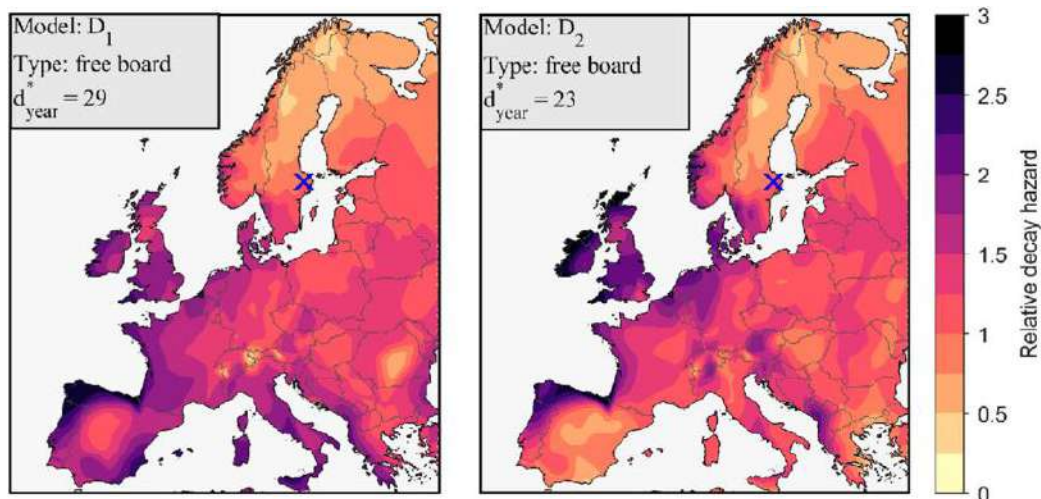 Model: D₁
Type: free board
d*year = 29
Model: D₂
Type: free board
d*year = 23
3
2.5
2
1.5
1
0.5
0
Relative decay hazard